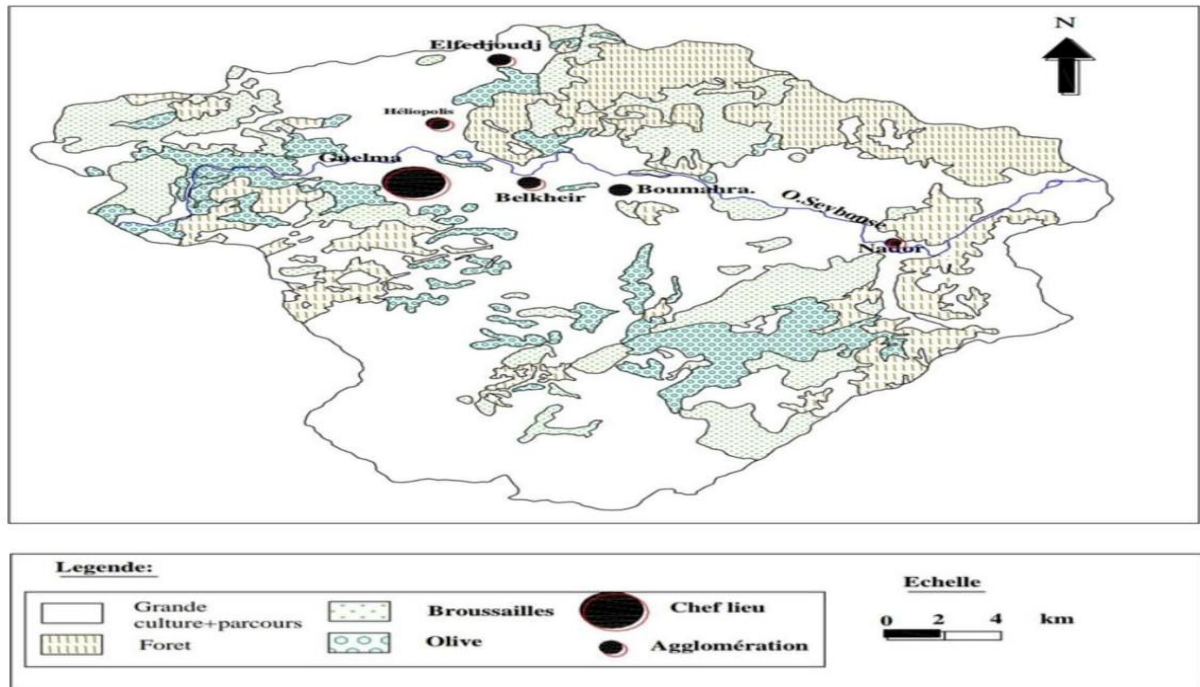 N
Elfedjoudj
Héliopolis
Guelma
Belkheir
Boumahra.
O.Seybouse
Nador
Legende:
Grande
culture+parcours
Foret
Broussailles
Olive
Chef lieu
Agglomération
Echelle
0 2 4 km